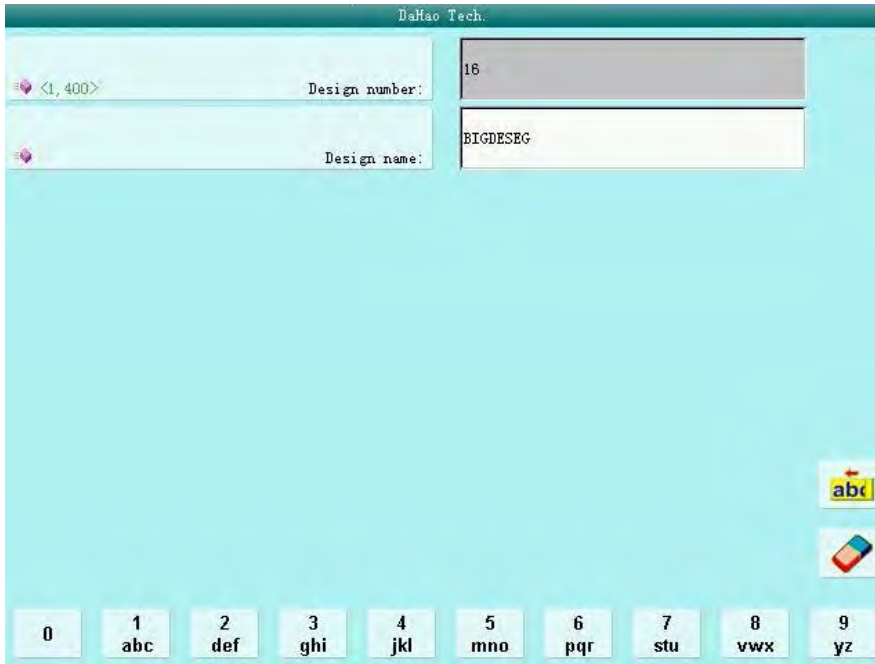 DaHao Tech.
<1, 400> Design number: 16
Design name: BIGDESEG
abc
0 1 2 3 4 5 6 7 8 9
abc def ghi jkl mno pqr stu vwx yz